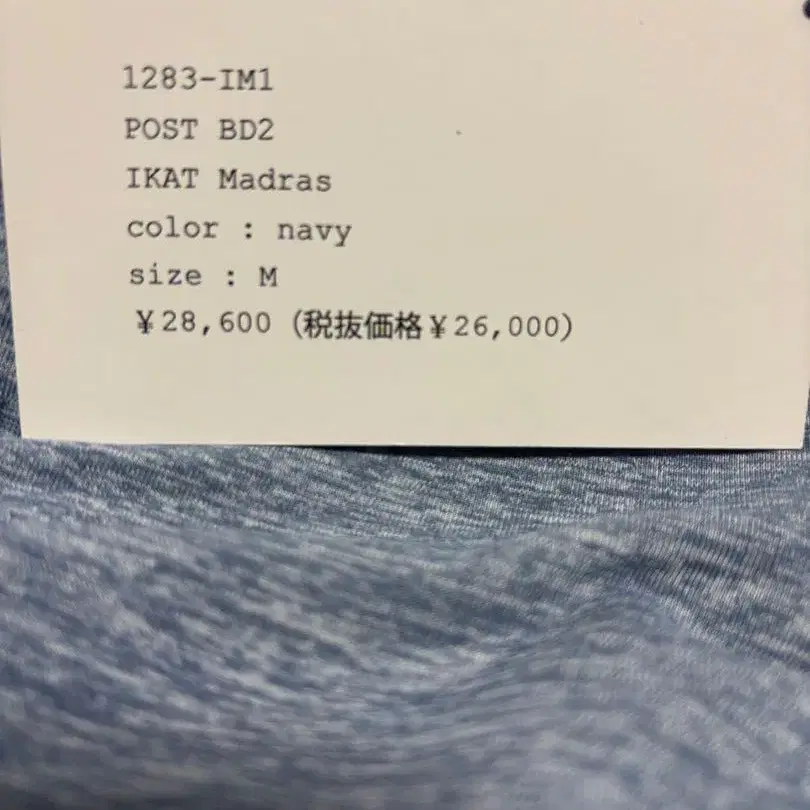 1283-IM1
POST BD2
IKAT Madras
color : navy
size : M
¥28,600 (税抜価格¥26,000)